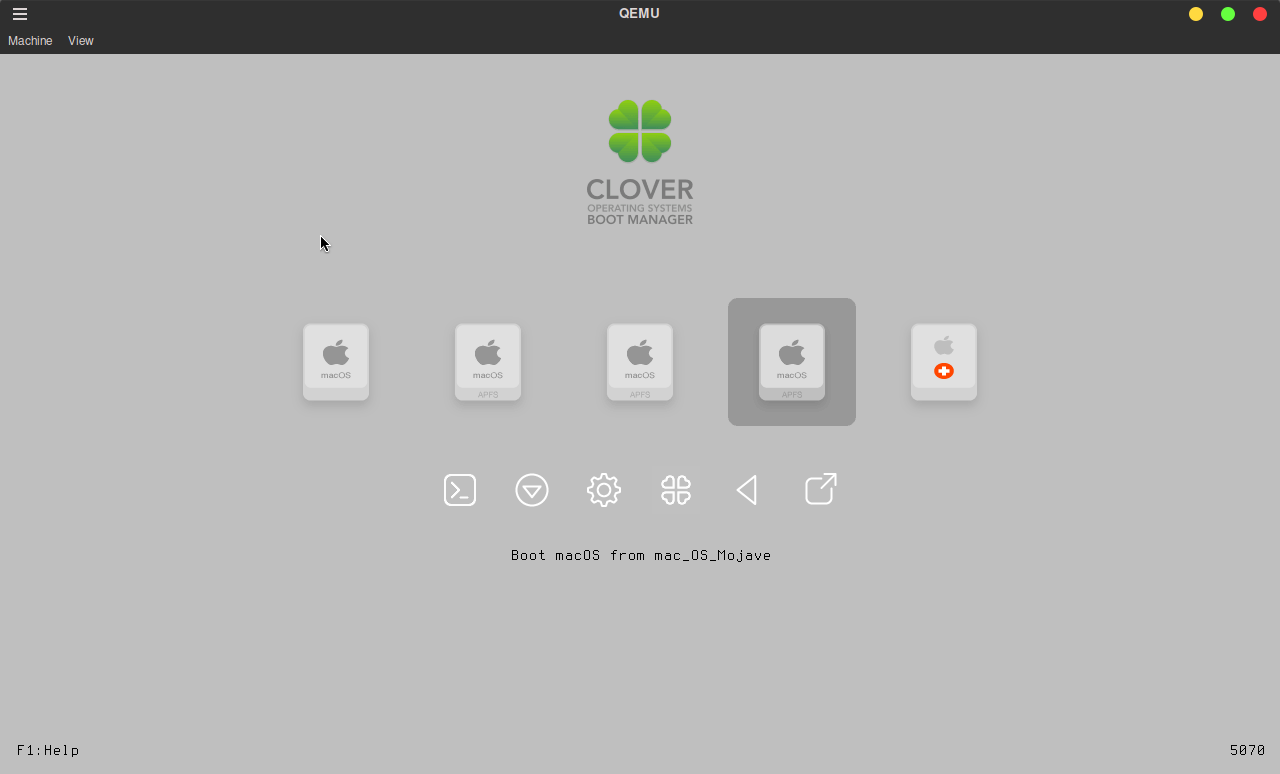 QEMU
Machine View
CLOVER
OPERATING SYSTEMS
BOOT MANAGER
macOS
macOS
APFS
macOS
APFS
macOS
APFS
Boot macOS from mac_OS_Mojave
F1:Help
5070